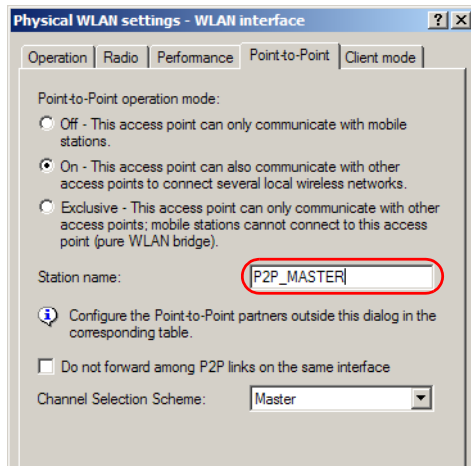 Physical WLAN settings - WLAN interface
Operation Radio Performance Point-to-Point Client mode
Point-to-Point operation mode:
Off - This access point can only communicate with mobile
stations.
On - This access point can also communicate with other
access points to connect several local wireless networks.
Exclusive - This access point can only communicate with other
access points; mobile stations cannot connect to this access
point (pure WLAN bridge).
Station name: P2P_MASTER
Configure the Point-to-Point partners outside this dialog in the
corresponding table.
Do not forward among P2P links on the same interface
Channel Selection Scheme: Master